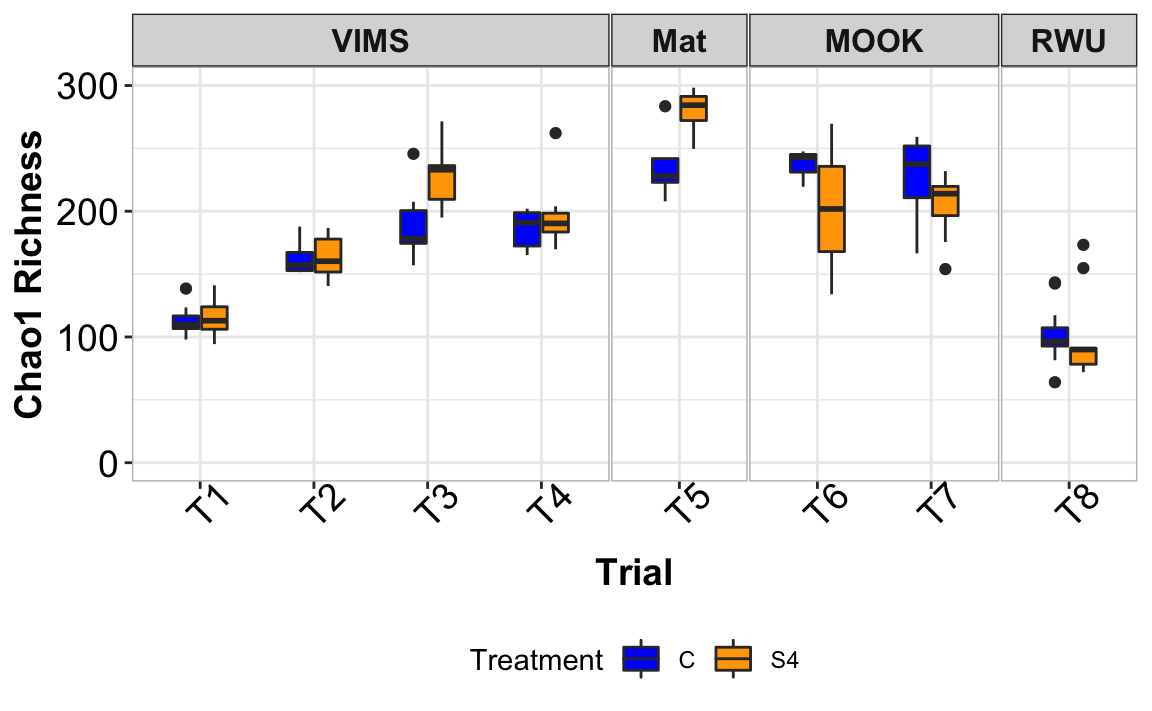 VIMS Mat MOOK RWU
Chao1 Richness
300
200
100
0
T1 T2 T3 T4 T5 T6 T7 T8
Trial
Treatment C S4